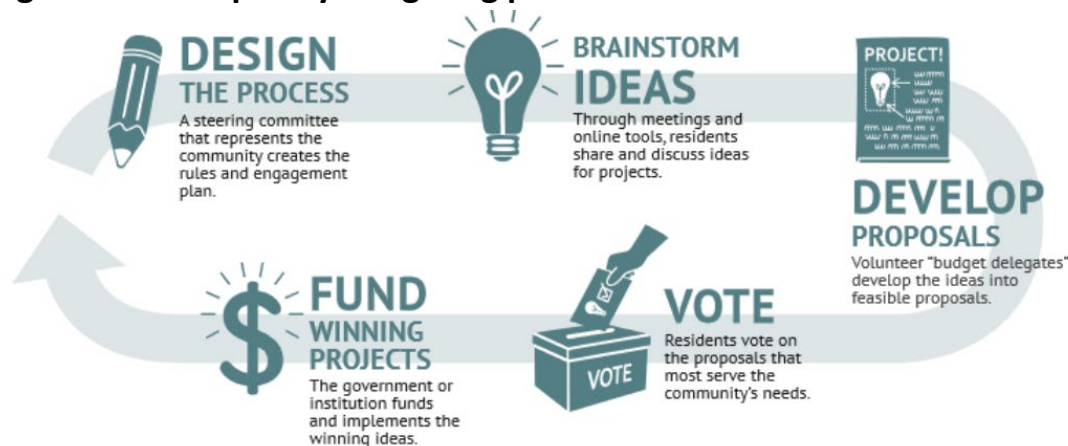 DESIGN
THE PROCESS
A steering committee
that represents the
community creates the
rules and engagement
plan.
BRAINSTORM
IDEAS
Through meetings and
online tools, residents
share and discuss ideas
for projects.
PROJECT!
DEVELOP
PROPOSALS
Volunteer “budget delegates”
develop the ideas into
feasible proposals.
VOTE
VOTE
Residents vote on
the proposals that
most serve the
community’s needs.
FUND
WINNING
PROJECTS
The government or
institution funds
and implements the
winning ideas.